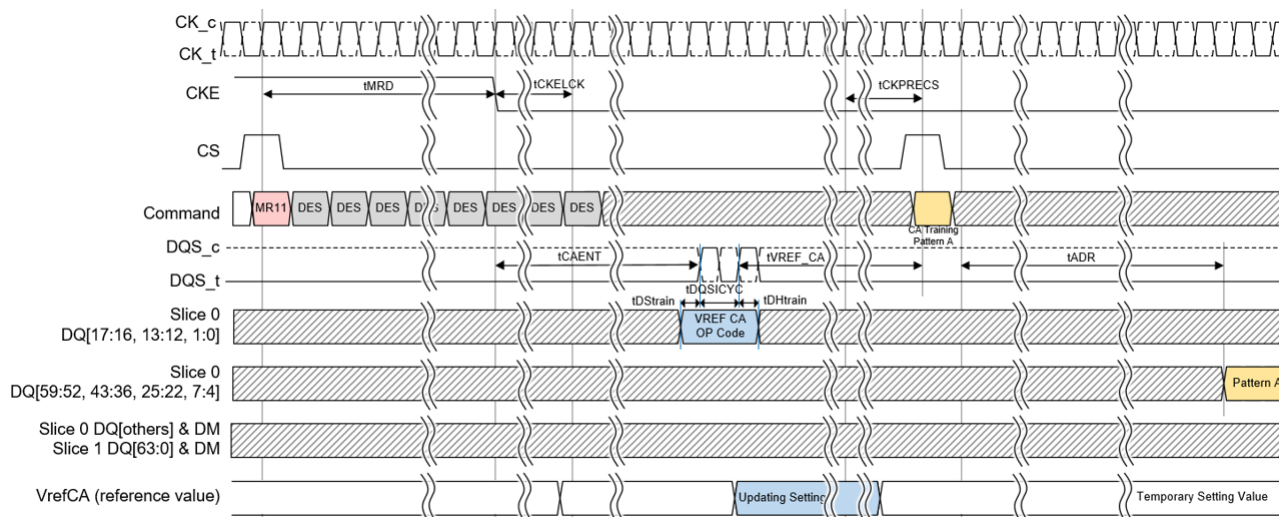 CK_c
CK_t
CKE
tMRD
tCKELCK
tCKPRECS
CS
Command
MR11 DES DES DES DES DES DES DES DES
CA Training
Pattern A
DQS_c
DQS_t
tCAENT
tVREF_CA
tADR
tDQSICYC
tDStrain
tDHtrain
Slice 0
DQ[17:16, 13:12, 1:0]
VREF CA
OP Code
Slice 0
DQ[59:52, 43:36, 25:22, 7:4]
Pattern A
Slice 0 DQ[others] & DM
Slice 1 DQ[63:0] & DM
VrefCA (reference value)
Updating Setting
Temporary Setting Value